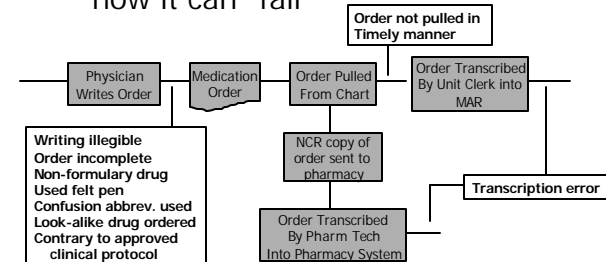 how it can "fail"
Order not pulled in
Timely manner
Physician
Writes Order
Medication
Order
Order Pulled
From Chart
Order Transcribed
By Unit Clerk into
MAR
Writing illegible
Order incomplete
Non-formulary drug
Used felt pen
Confusion abbrev. used
Look-alike drug ordered
Contrary to approved
clinical protocol
NCR copy of
order sent to
pharmacy
Transcription error
Order Transcribed
By Pharm Tech
Into Pharmacy System